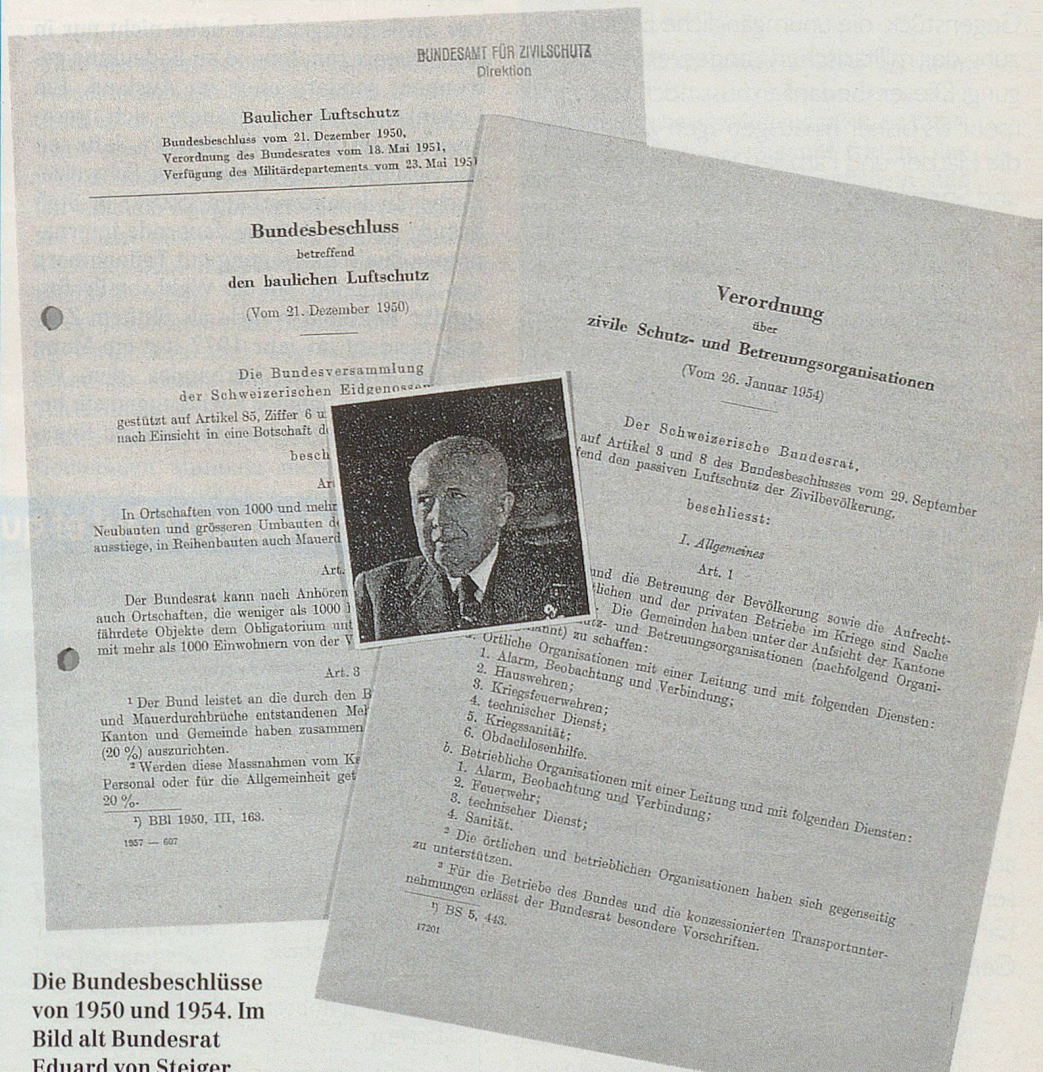 BUNDESAMT FÜR ZIVILSCHUTZ
Direktion
Baulicher Luftschutz
Bundesbeschluss vom 21. Dezember 1950,
Verordnung des Bundesrates vom 18. Mai 1951,
Verfügung des Militärdepartements vom 23. Mai 1951
Bundesbeschluss
betreffend
den baulichen Luftschutz
(Vom 21. Dezember 1950)
Die Bundesversammlung
der Schweizerischen Eidgenossen
gestützt auf Artikel 85, Ziffer 6 u
nach Einsicht in eine Botschaft d
besch
Ar
In Ortschaften von 1000 und mehr
Neubauten und grösseren Umbauten d
ausstiege, in Reihenbauten auch Mauerd
Art.
Der Bundesrat kann nach Anhören
auch Ortschaften, die weniger als 1000
fährdete Objekte dem Obligatorium unt
mit mehr als 1000 Einwohnern von der V
Art. 3
¹ Der Bund leistet an die durch den B
und Mauerdurchbrüche entstandenen Meh
Kanton und Gemeinde haben zusammen
(20 %) auszurichten.
² Werden diese Massnahmen vom K
Personal oder für die Allgemeinheit get
20 %.
¹) BBl 1950, III, 163.
1957 — 607
Verordnung
über
zivile Schutz- und Betreuungsorganisationen
(Vom 26. Januar 1954)
Der Schweizerische Bundesrat,
auf Artikel 3 und 8 des Bundesbeschlusses vom 29. September
fend den passiven Luftschutz der Zivilbevölkerung,
beschliesst:
I. Allgemeines
Art. 1
und die Betreuung der Bevölkerung sowie die Aufrecht-
tlichen und der privaten Betriebe im Kriege sind Sache
Die Gemeinden haben unter der Aufsicht der Kantone
utz- und Betreuungsorganisationen (nachfolgend Organi-
nannt) zu schaffen:
Örtliche Organisationen mit einer Leitung und mit folgenden Diensten:
1. Alarm, Beobachtung und Verbindung;
2. Hauswehren;
3. Kriegsfeuerwehren;
4. technischer Dienst;
5. Kriegssanität;
6. Obdachlosenhilfe.
b. Betriebliche Organisationen mit einer Leitung und mit folgenden Diensten:
1. Alarm, Beobachtung und Verbindung;
2. Feuerwehr;
3. technischer Dienst;
4. Sanität.
² Die örtlichen und betrieblichen Organisationen haben sich gegenseitig
zu unterstützen.
³ Für die Betriebe des Bundes und die konzessionierten Transportunter-
nehmungen erlässt der Bundesrat besondere Vorschriften.
¹) BS 5, 443.
17201
Die Bundesbeschlüsse
von 1950 und 1954. Im
Bild alt Bundesrat
Eduard von Steiger